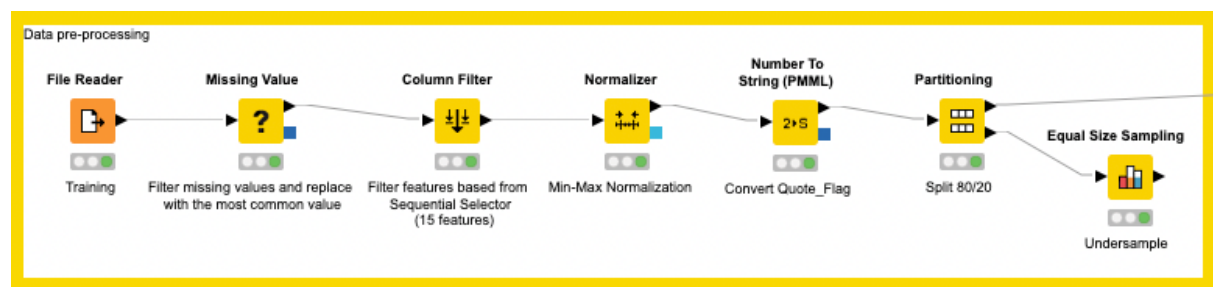 Data pre-processing
File Reader
Training
Missing Value
?
Filter missing values and replace
with the most common value
Column Filter
Filter features based from
Sequential Selector
(15 features)
Normalizer
Min-Max Normalization
Number To
String (PMML)
2▸S
Convert Quote_Flag
Partitioning
Split 80/20
Equal Size Sampling
Undersample